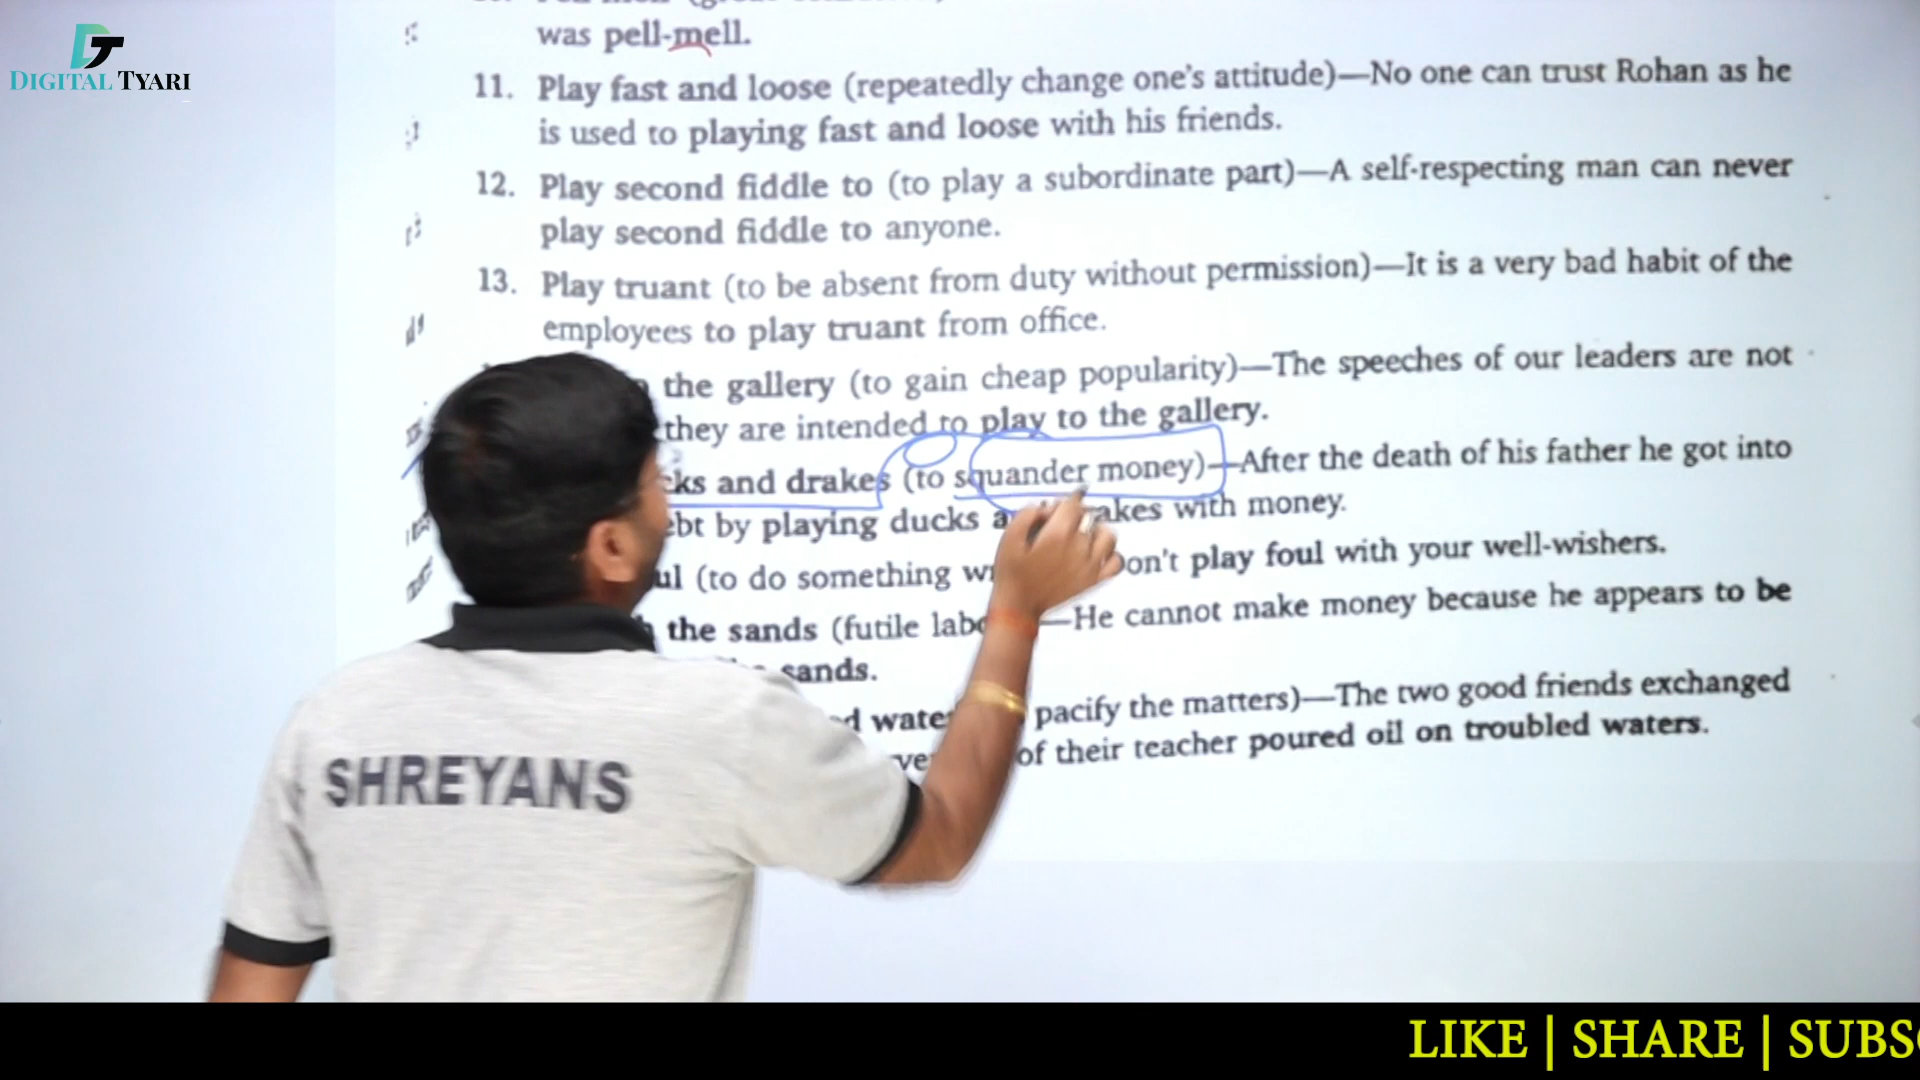 DT
DIGITAL TYARI
was pell-mell.
11. Play fast and loose (repeatedly change one's attitude)—No one can trust Rohan as he
is used to playing fast and loose with his friends.
12. Play second fiddle to (to play a subordinate part)—A self-respecting man can never
play second fiddle to anyone.
13. Play truant (to be absent from duty without permission)—It is a very bad habit of the
employees to play truant from office.
the gallery (to gain cheap popularity)—The speeches of our leaders are not
they are intended to play to the gallery.
and drakes (to squander money)—After the death of his father he got into
by playing ducks with money.
(to do something play foul with your well-wishers.
the sands (futile —He cannot make money because he appears to be
sands.
pacify the matters)—The two good friends exchanged
of their teacher poured oil on troubled waters.
SHREYANS
LIKE | SHARE | SUBS